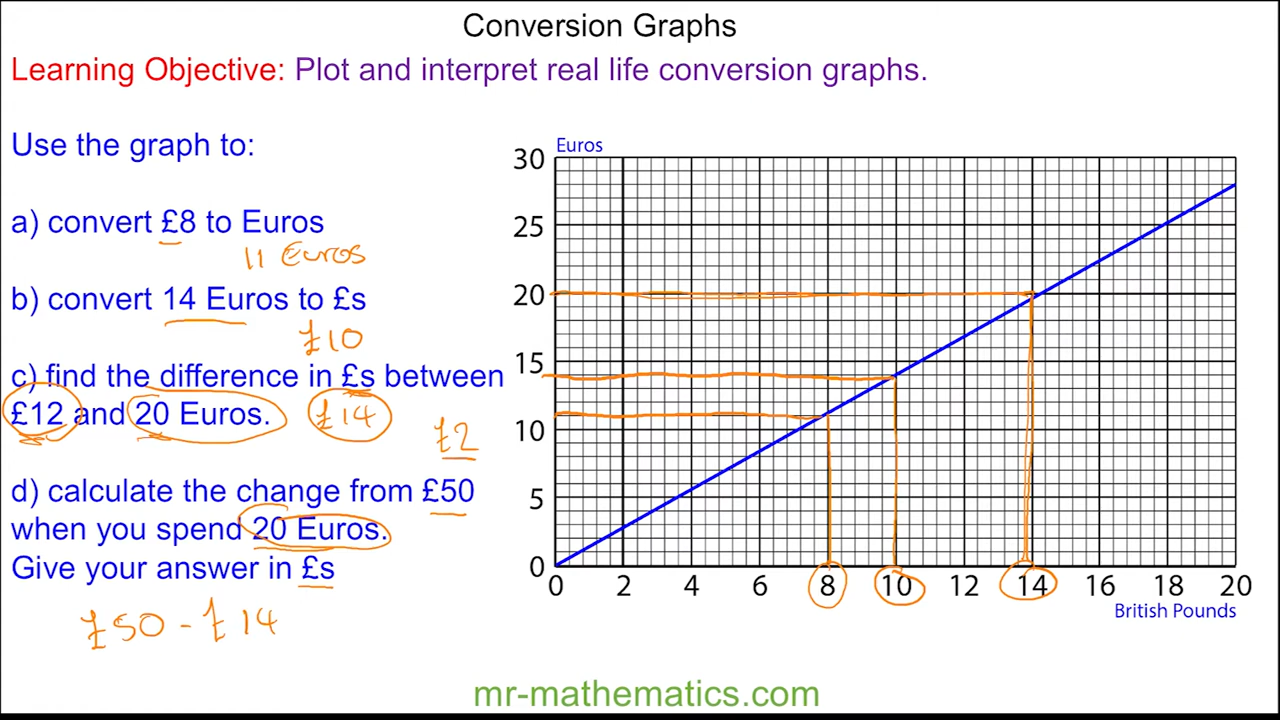 Conversion Graphs
Learning Objective: Plot and interpret real life conversion graphs.
Use the graph to:
a) convert £8 to Euros
11 Euros
b) convert 14 Euros to £s
£10
c) find the difference in £s between
£12 and 20 Euros. £14
£2
d) calculate the change from £50
when you spend 20 Euros.
Give your answer in £s
£50 - £14
Euros
30
25
20
15
10
5
0
0 2 4 6 8 10 12 14 16 18 20
British Pounds
mr-mathematics.com